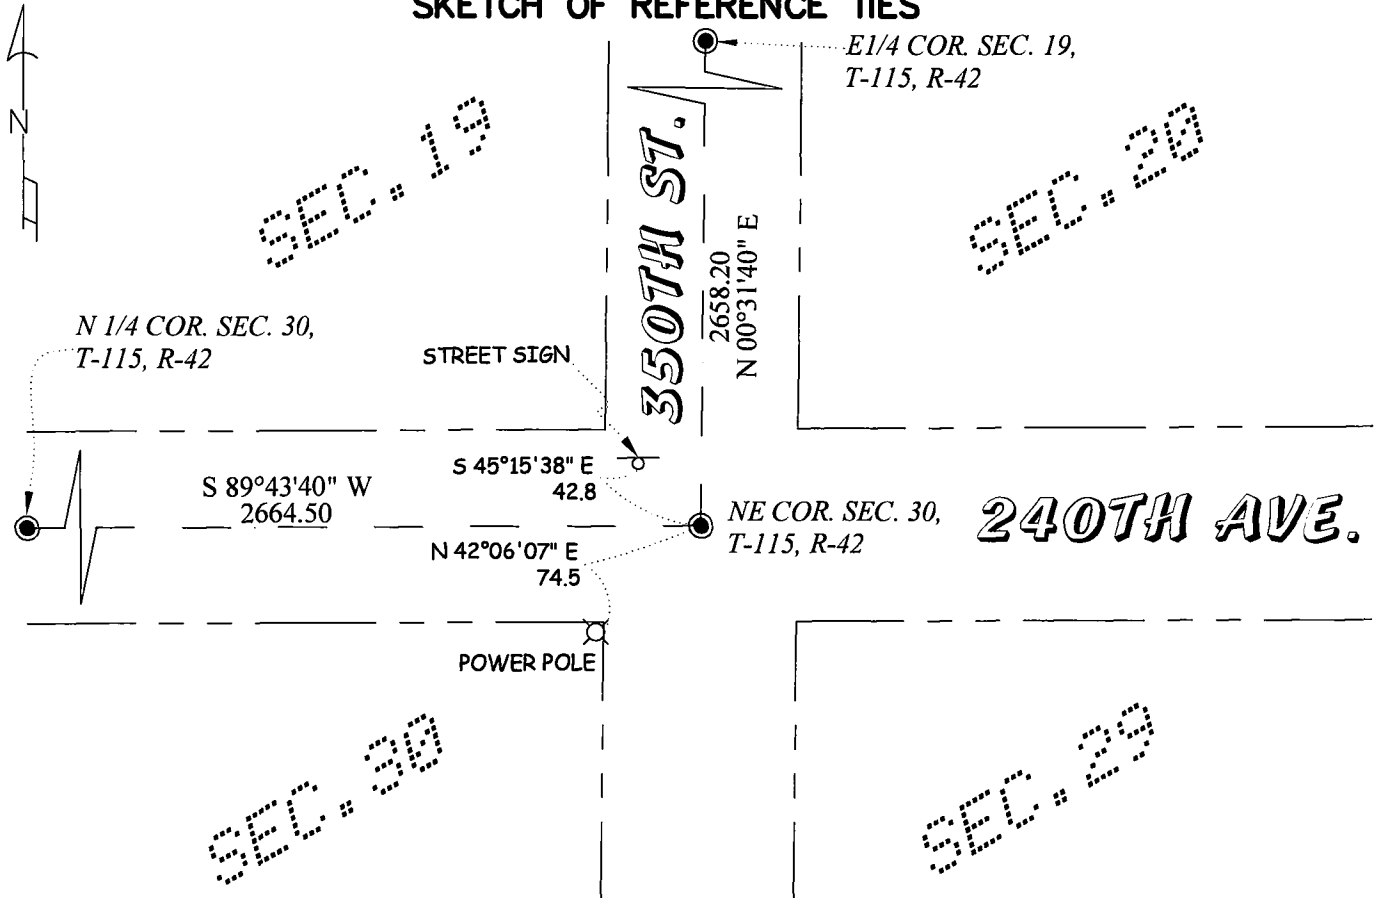 SKETCH OF REFERENCE TIES
E1/4 COR. SEC. 19,
T-115, R-42
N
SEC. 19
SEC. 20
350TH ST.
2658.20
N 00°31'40" E
N 1/4 COR. SEC. 30,
T-115, R-42
STREET SIGN
S 45°15'38" E
42.8
S 89°43'40" W
2664.50
NE COR. SEC. 30,
T-115, R-42
240TH AVE.
N 42°06'07" E
74.5
POWER POLE
SEC. 30
SEC. 29